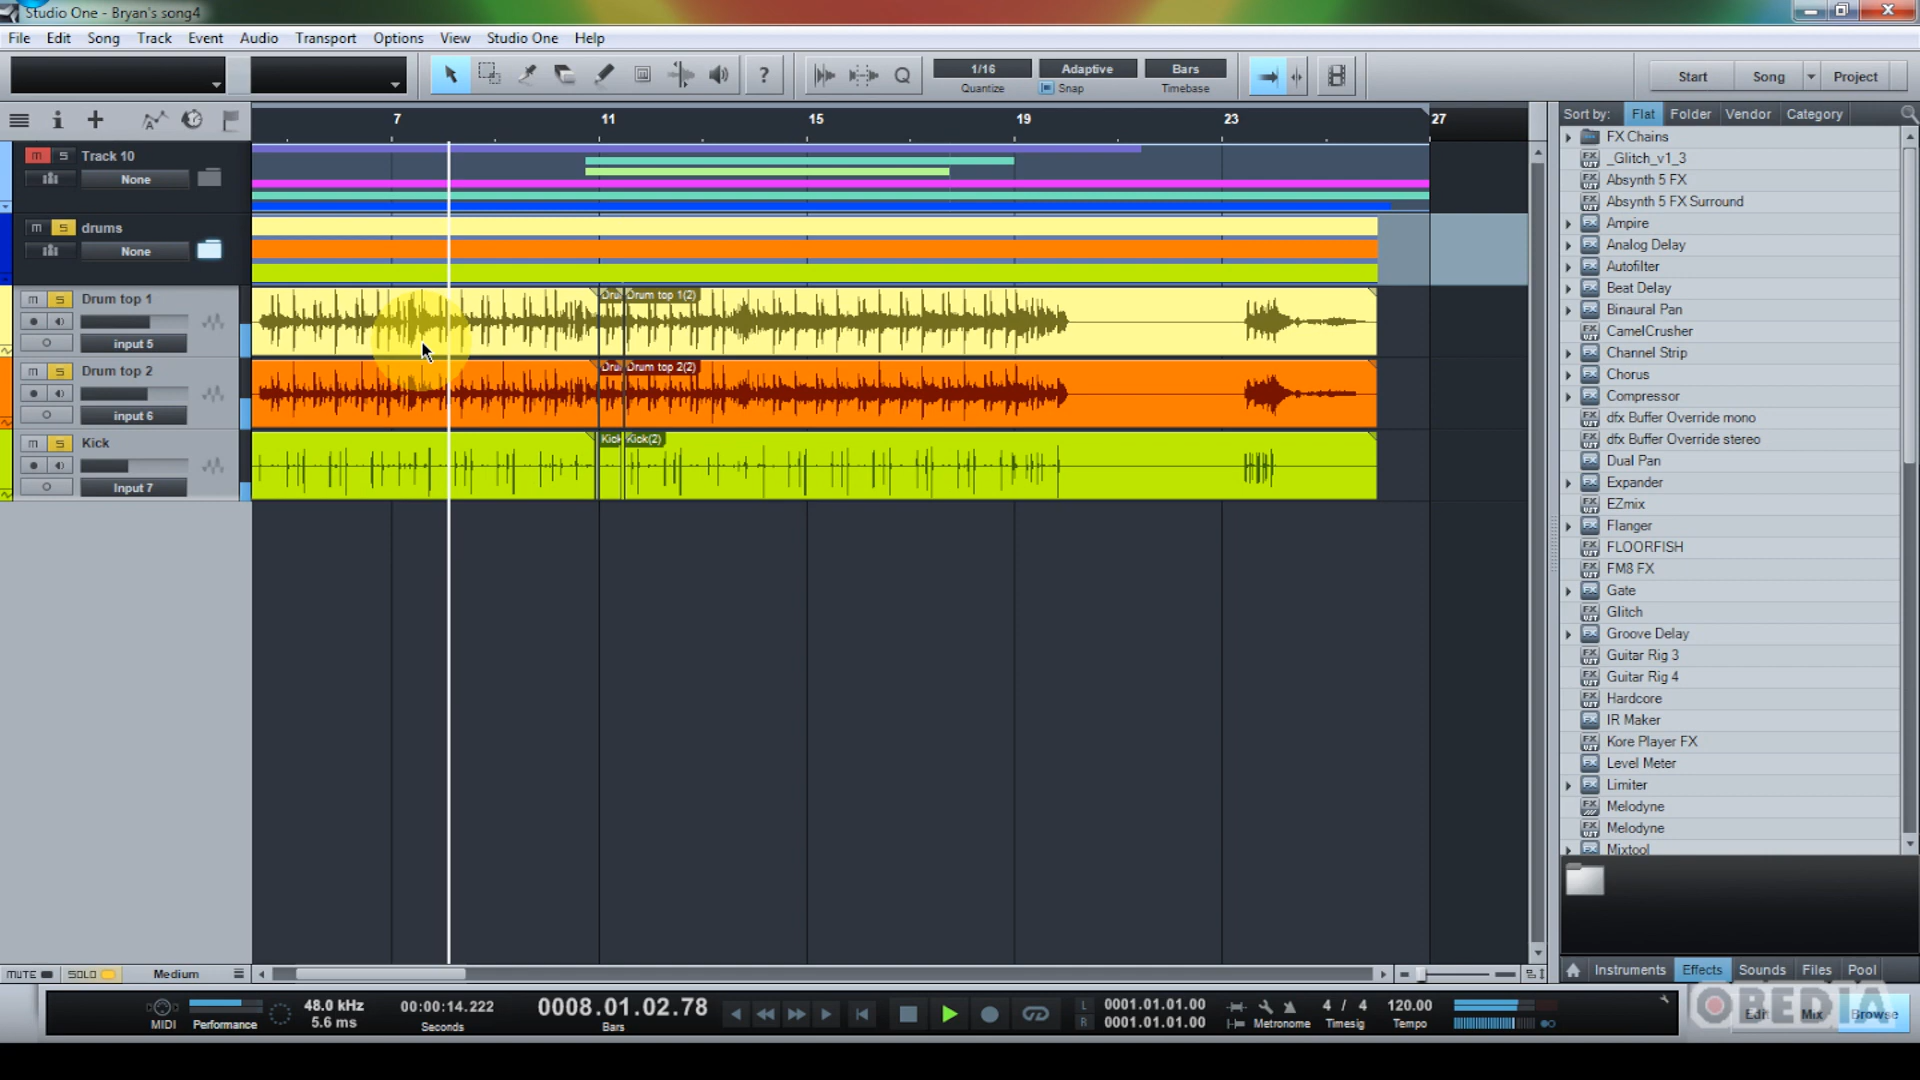 Studio One - Bryan's song4
File Edit Song Track Event Audio Transport Options View Studio One Help
1/16 Adaptive Bars
Quantize Snap Timebase
? Q
Start Song Project
7 11 15 19 23 27
Sort by: Flat Folder Vendor Category
M S Track 10
None
M S drums
None
M S Drum top 1
input 5
M S Drum top 2
input 6
M S Kick
Input 7
Dru Drum top 1(2)
Dru Drum top 2(2)
Kick Kick(2)
FX Chains
_Glitch_v1_3
Absynth 5 FX
Absynth 5 FX Surround
Ampire
Analog Delay
Autofilter
Beat Delay
Binaural Pan
CamelCrusher
Channel Strip
Chorus
Compressor
dfx Buffer Override mono
dfx Buffer Override stereo
Dual Pan
Expander
EZmix
Flanger
FLOORFISH
FM8 FX
Gate
Glitch
Groove Delay
Guitar Rig 3
Guitar Rig 4
Hardcore
IR Maker
Kore Player FX
Level Meter
Limiter
Melodyne
Melodyne
Mixtool
MUTE SOLO Medium
Instruments Effects Sounds Files Pool
MIDI Performance
48.0 kHz
5.6 ms
00:00:14.222
Seconds
0008.01.02.78
Bars
L 0001.01.01.00
R 0001.01.01.00
Metronome
4 / 4
Timesig
120.00
Tempo
Edit Mix Browse
OBEDIA